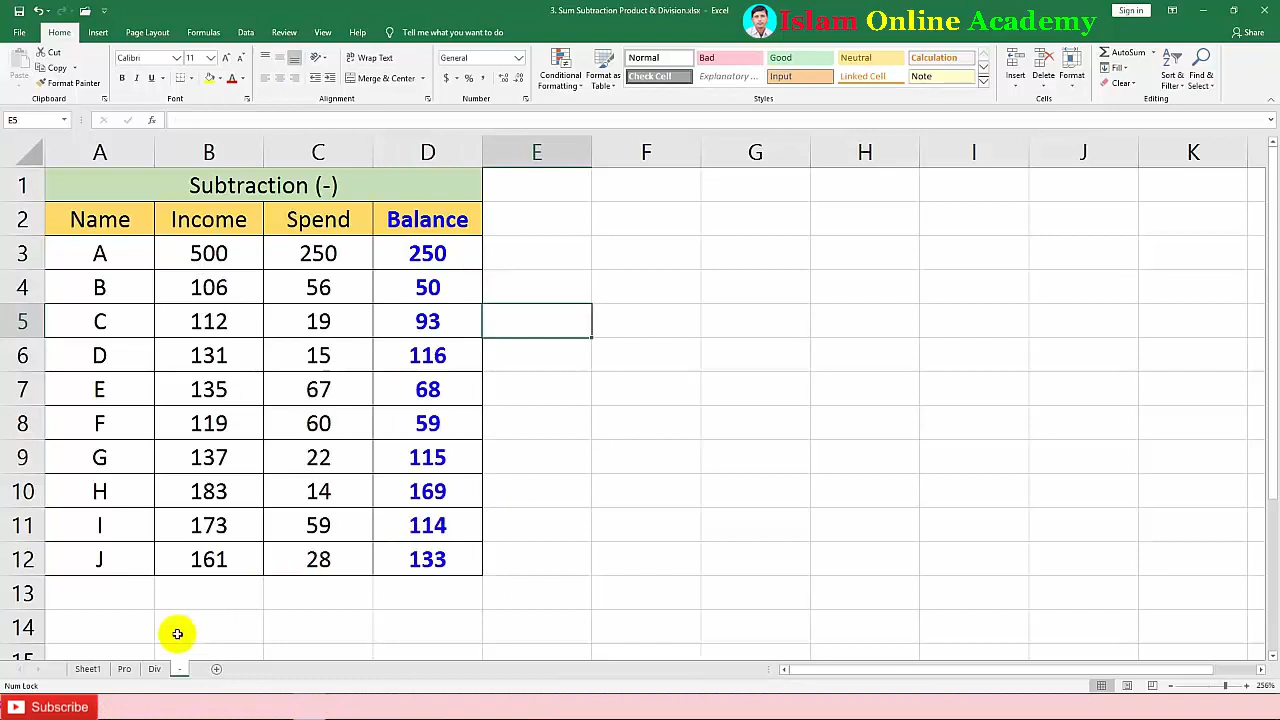 3. Sum Subtraction Product & Division.xlsx - Excel
Islam Online Academy
Sign in
File Home Insert Page Layout Formulas Data Review View Help Tell me what you want to do Share
Paste Cut Copy Format Painter
Clipboard
Calibri 11
B I U
Font
Wrap Text
Merge & Center
Alignment
General
$ % ,
Number
Conditional Formatting
Format as Table
Normal Bad Good Neutral Calculation
Check Cell Explanatory ... Input Linked Cell Note
Styles
Insert Delete Format
Cells
AutoSum
Fill
Clear
Sort & Filter
Find & Select
Editing
E5 fx
A B C D E F G H I J K
1 Subtraction (-)
2 Name Income Spend Balance
3 A 500 250 250
4 B 106 56 50
5 C 112 19 93
6 D 131 15 116
7 E 135 67 68
8 F 119 60 59
9 G 137 22 115
10 H 183 14 169
11 I 173 59 114
12 J 161 28 133
13
14
15
Sheet1 Pro Div -
Num Lock 256%
Subscribe